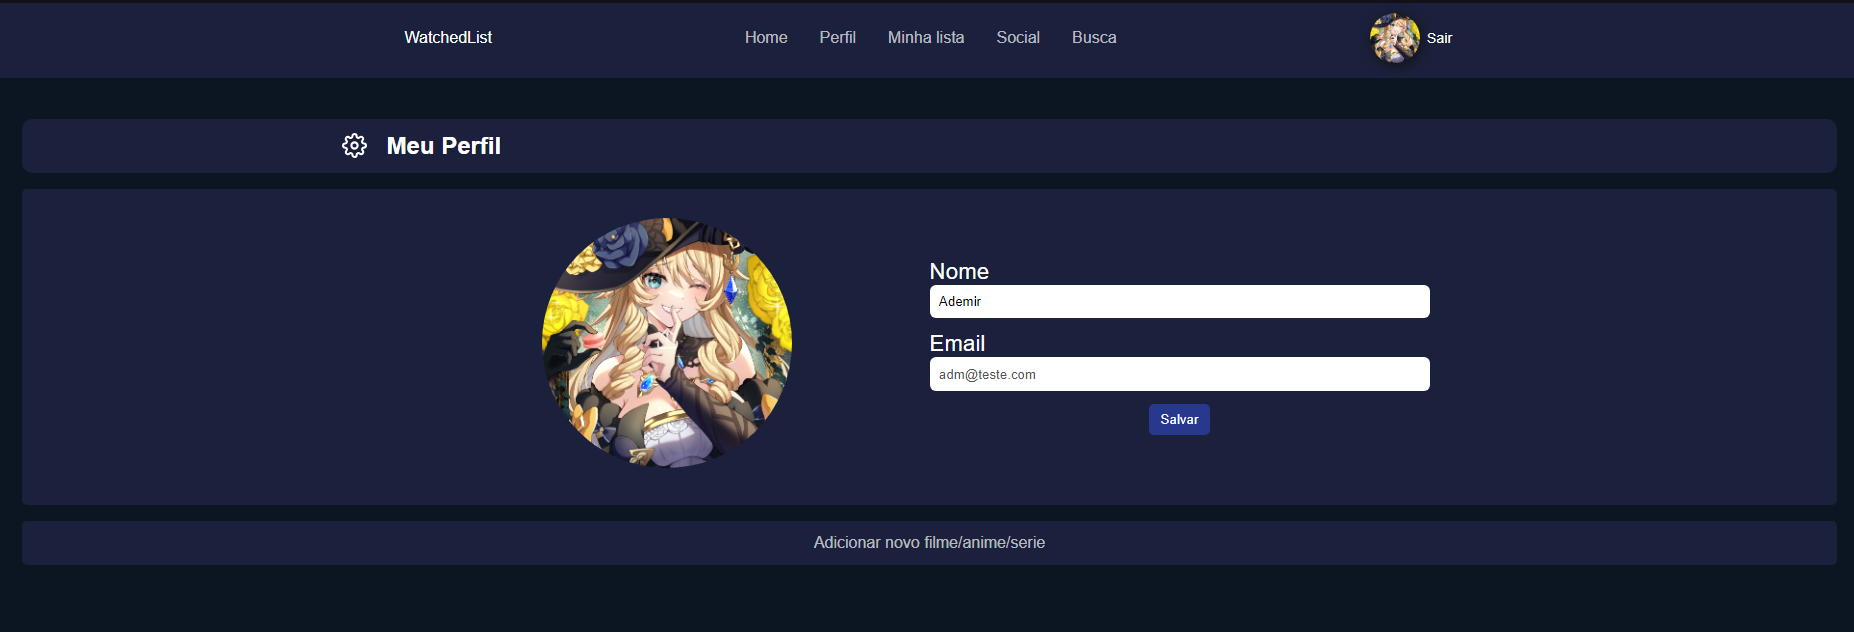 WatchedList
Home Perfil Minha lista Social Busca
Sair
Meu Perfil
Nome
Ademir
Email
adm@teste.com
Salvar
Adicionar novo filme/anime/serie